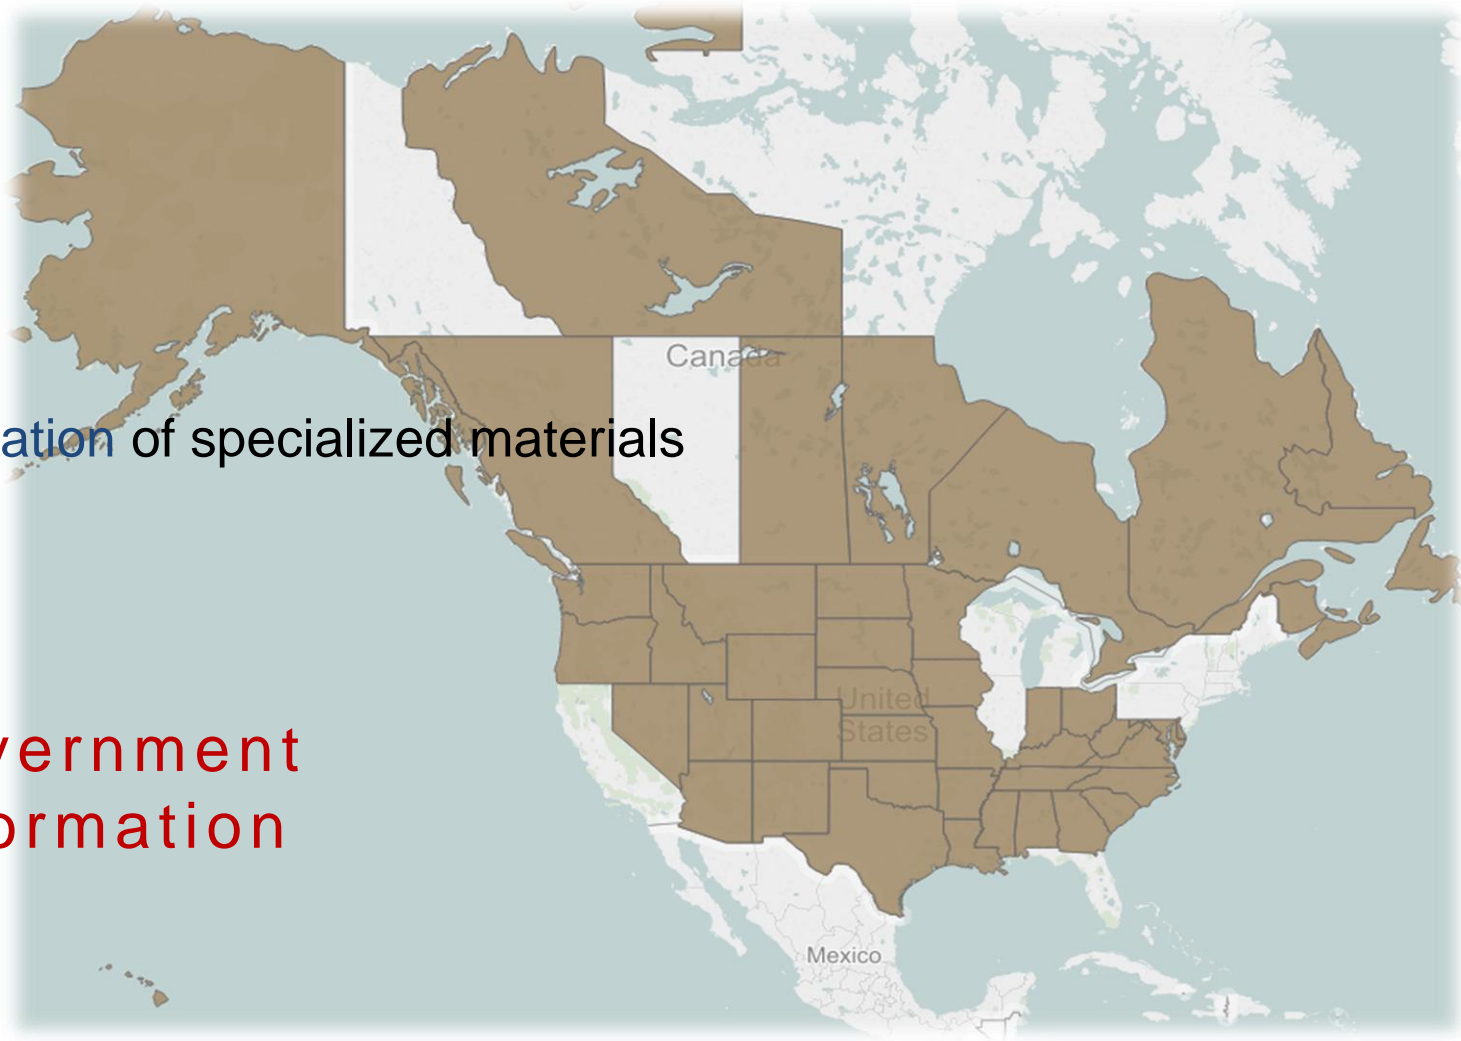 Canada
ation of specialized materials
United
States
vernment
ormation
Mexico